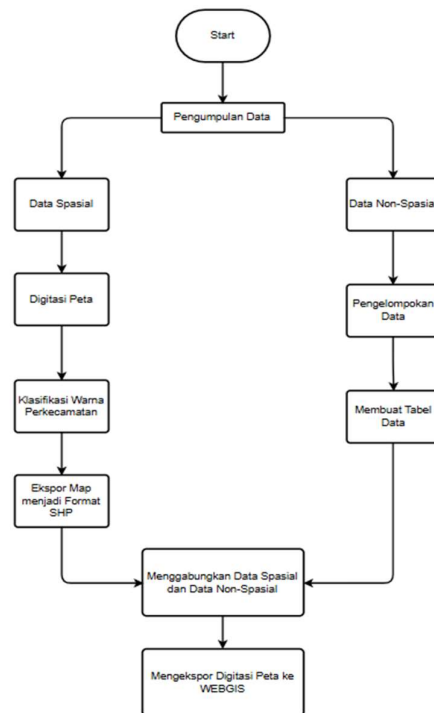 Start
Pengumpulan Data
Data Spasial
Data Non-Spasial
Digitasi Peta
Pengelompokan
Data
Klasifikasi Warna
Perkecamatan
Membuat Tabel
Data
Ekspor Map
menjadi Format
SHP
Menggabungkan Data Spasial
dan Data Non-Spasial
Mengekspor Digitasi Peta ke
WEBGIS